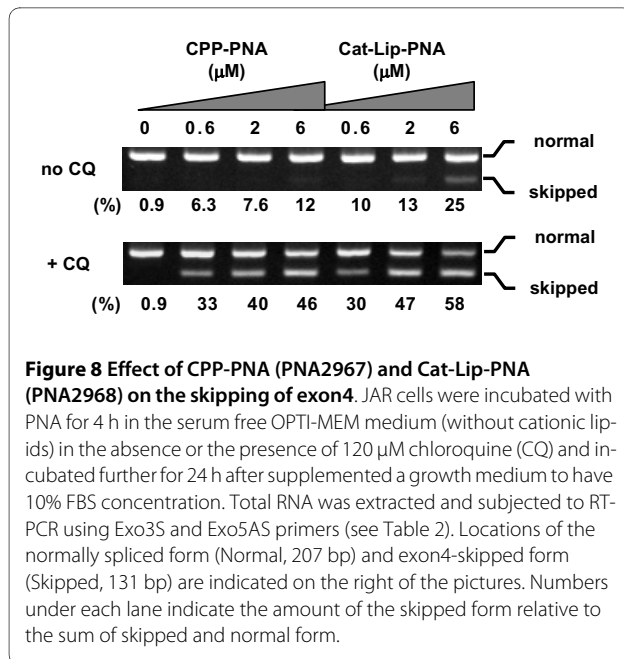 CPP-PNA Cat-Lip-PNA
(µM) (µM)
0 0.6 2 6 0.6 2 6
normal
no CQ
skipped
(%) 0.9 6.3 7.6 12 10 13 25
normal
+ CQ
skipped
(%) 0.9 33 40 46 30 47 58
Figure 8 Effect of CPP-PNA (PNA2967) and Cat-Lip-PNA
(PNA2968) on the skipping of exon4. JAR cells were incubated with
PNA for 4 h in the serum free OPTI-MEM medium (without cationic lip-
ids) in the absence or the presence of 120 µM chloroquine (CQ) and in-
cubated further for 24 h after supplemented a growth medium to have
10% FBS concentration. Total RNA was extracted and subjected to RT-
PCR using Exo3S and Exo5AS primers (see Table 2). Locations of the
normally spliced form (Normal, 207 bp) and exon4-skipped form
(Skipped, 131 bp) are indicated on the right of the pictures. Numbers
under each lane indicate the amount of the skipped form relative to
the sum of skipped and normal form.